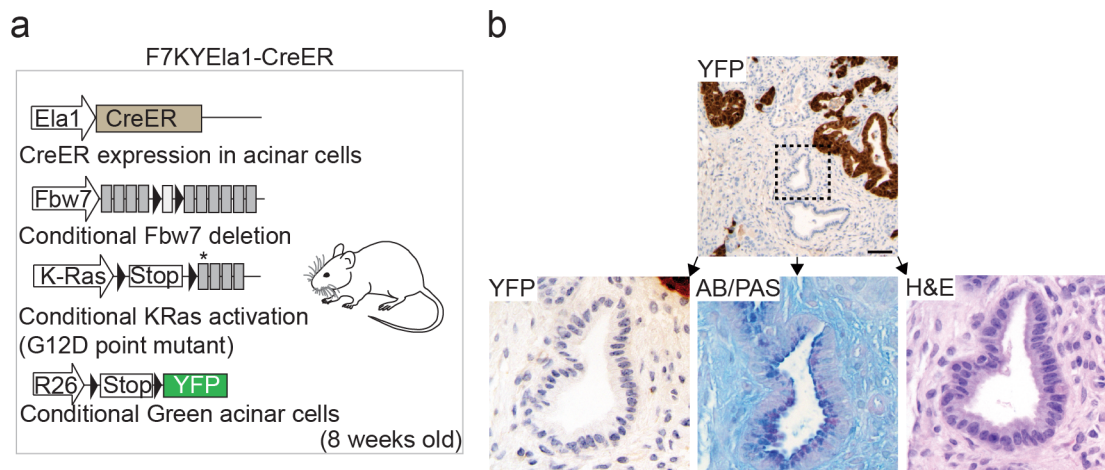 a
F7KYEla1-CreER
Ela1 CreER
CreER expression in acinar cells
Fbw7
Conditional Fbw7 deletion
*
K-Ras Stop
Conditional KRas activation
(G12D point mutant)
R26 Stop YFP
Conditional Green acinar cells
(8 weeks old)
b
YFP
YFP
AB/PAS
H&E